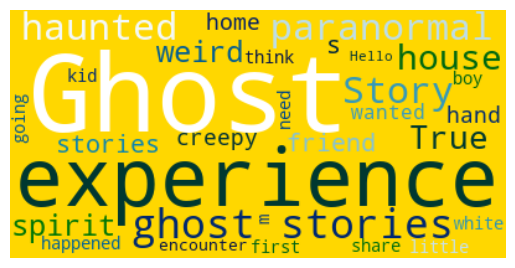 haunted home paranormal
weird think s Hello house
kid boy
Ghost Story
going need wanted hand
stories creepy friend True
experience
spirit ghost m stories white
happened encounter first share little